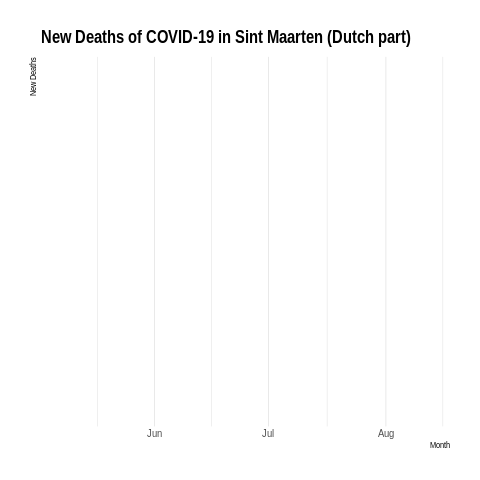 New Deaths of COVID-19 in Sint Maarten (Dutch part)
New Deaths
Jun
Jul
Aug
Month